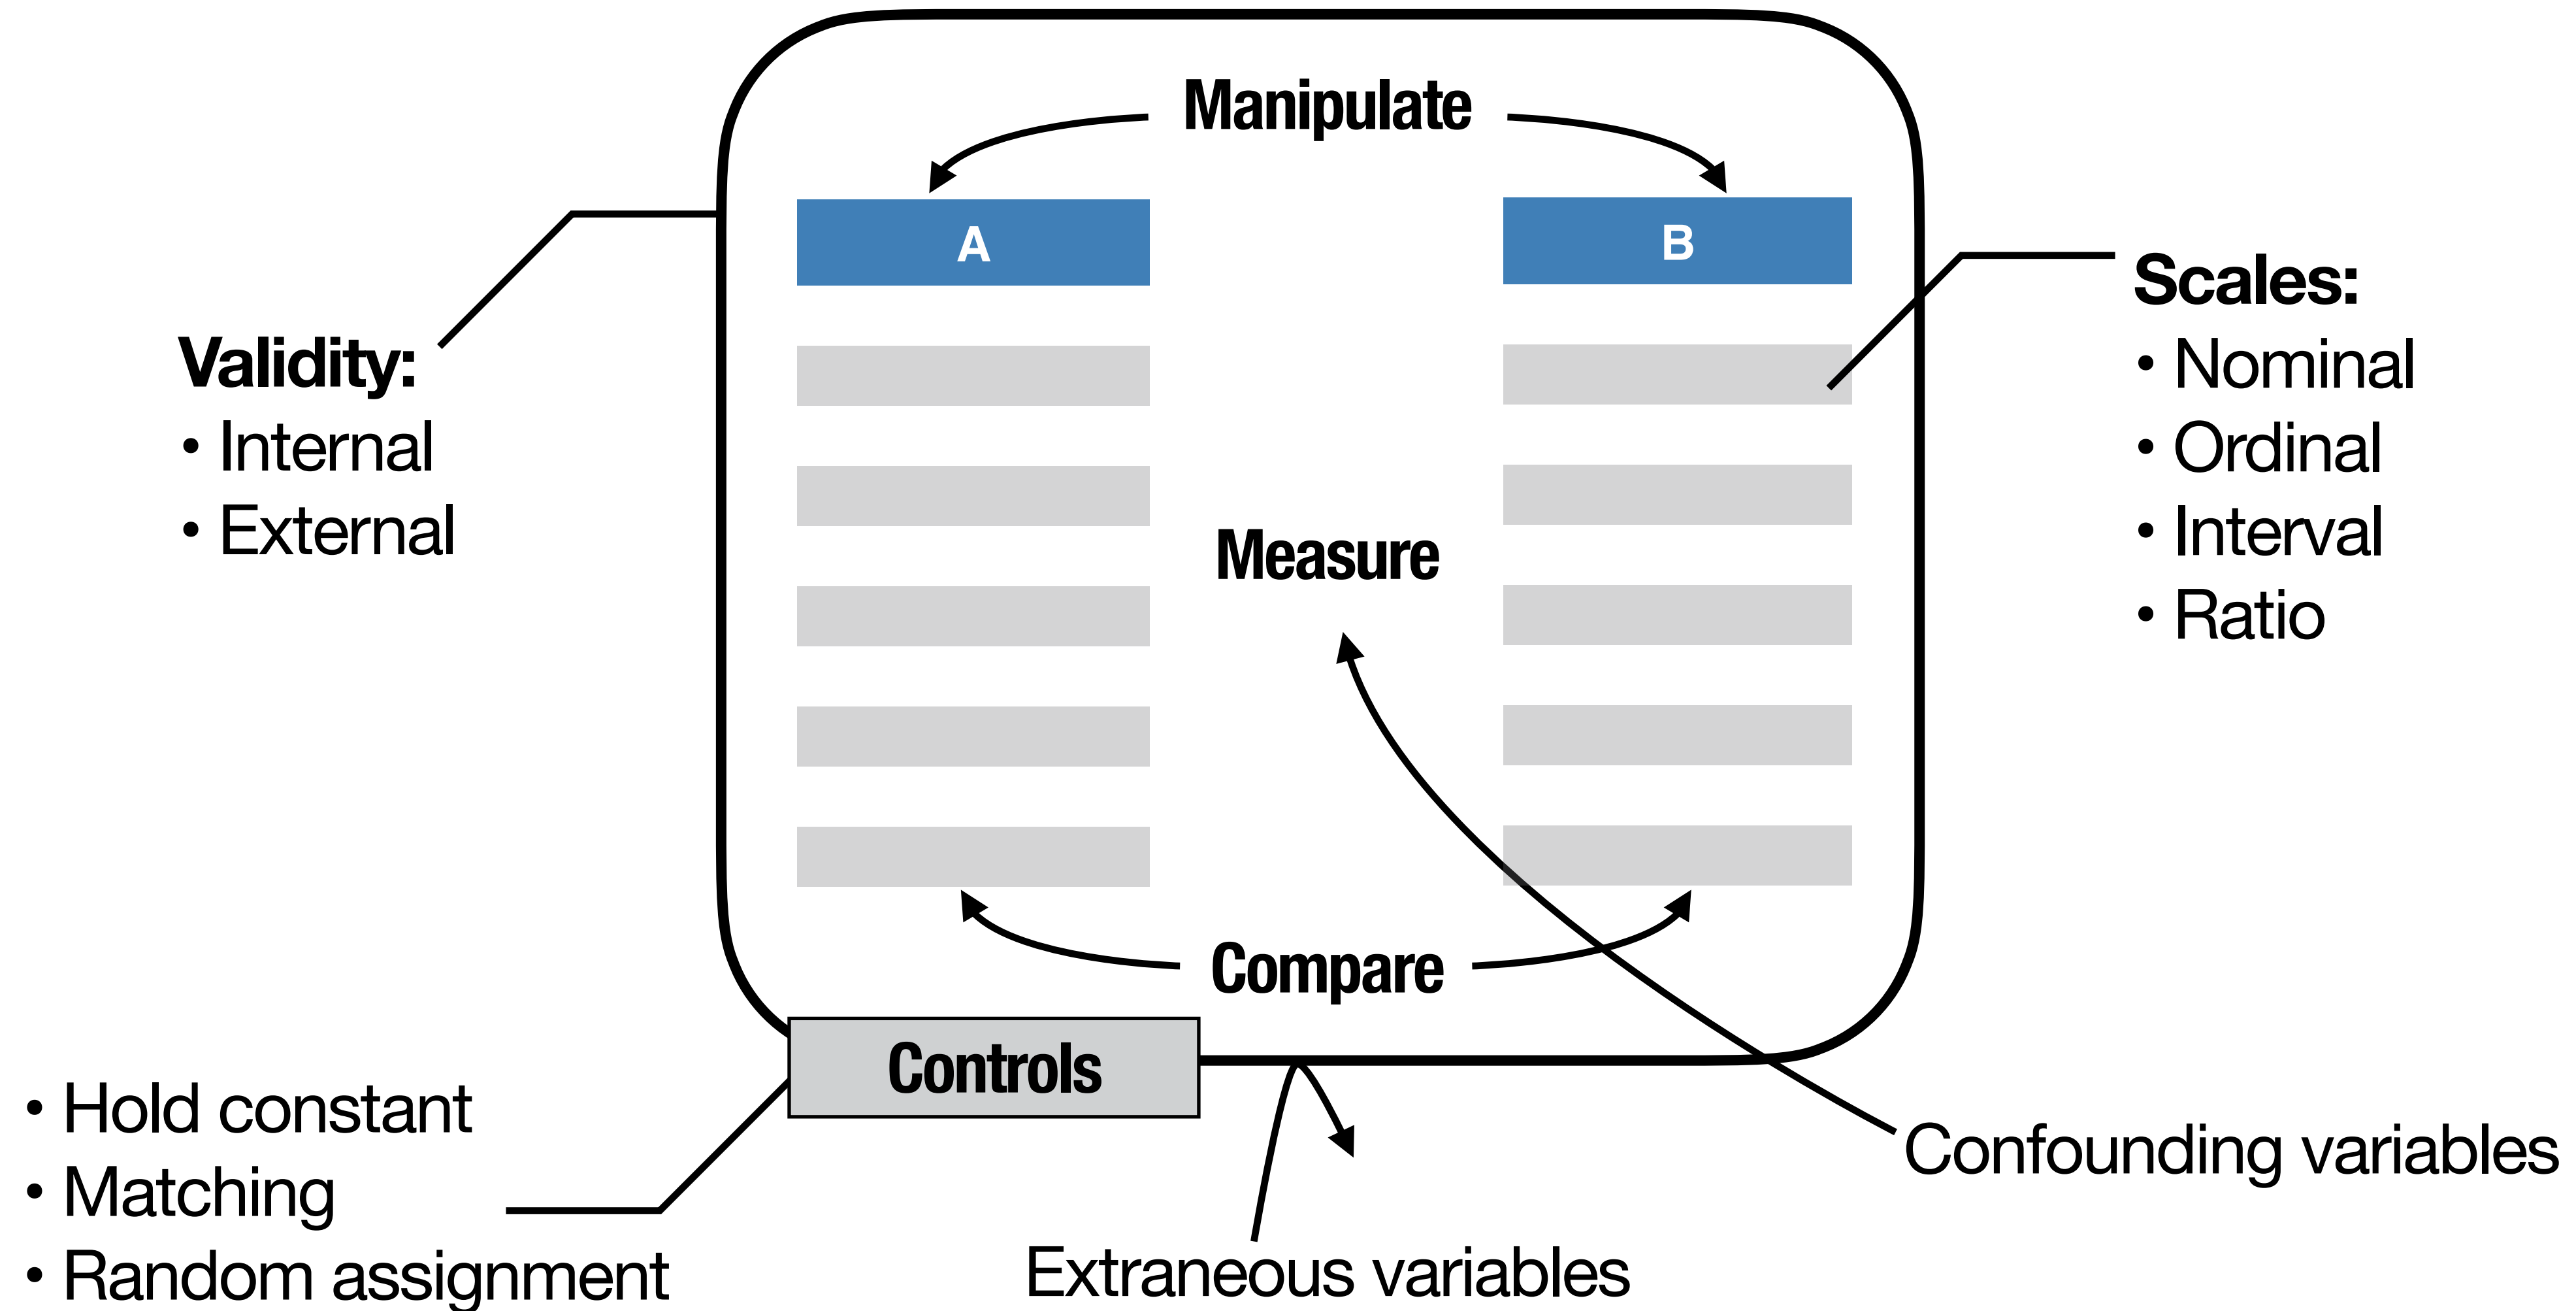 Manipulate
A
B
Validity:
• Internal
• External
Scales:
• Nominal
• Ordinal
• Interval
• Ratio
Measure
Compare
Controls
• Hold constant
• Matching
• Random assignment
Extraneous variables
Confounding variables